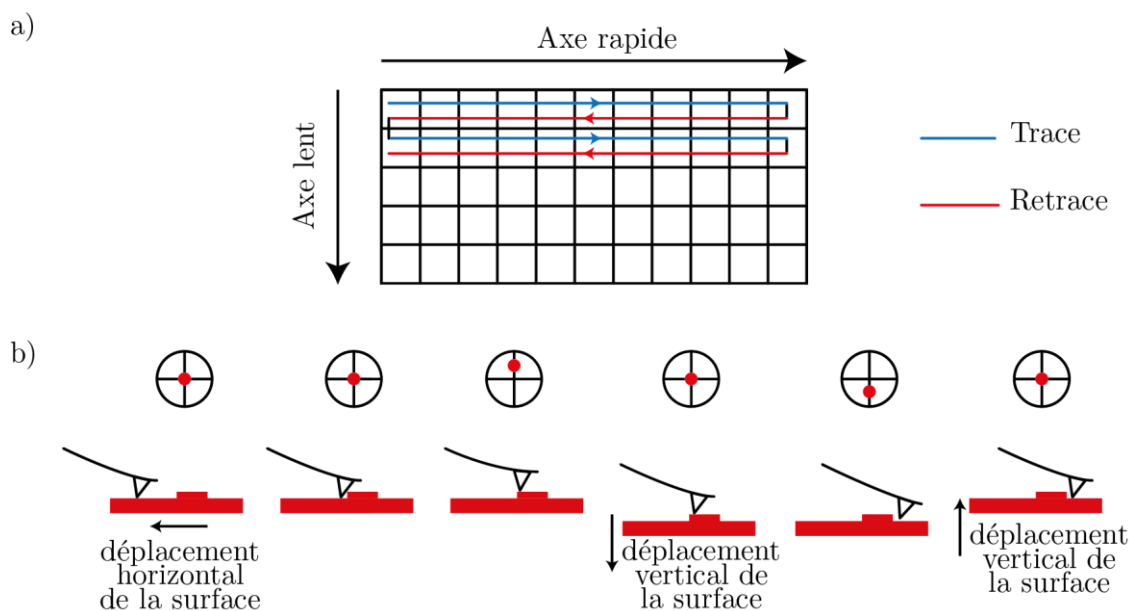 a)
Axe rapide
Axe lent
Trace
Retrace
b)
déplacement
horizontal
de la surface
déplacement
vertical de
la surface
déplacement
vertical de
la surface